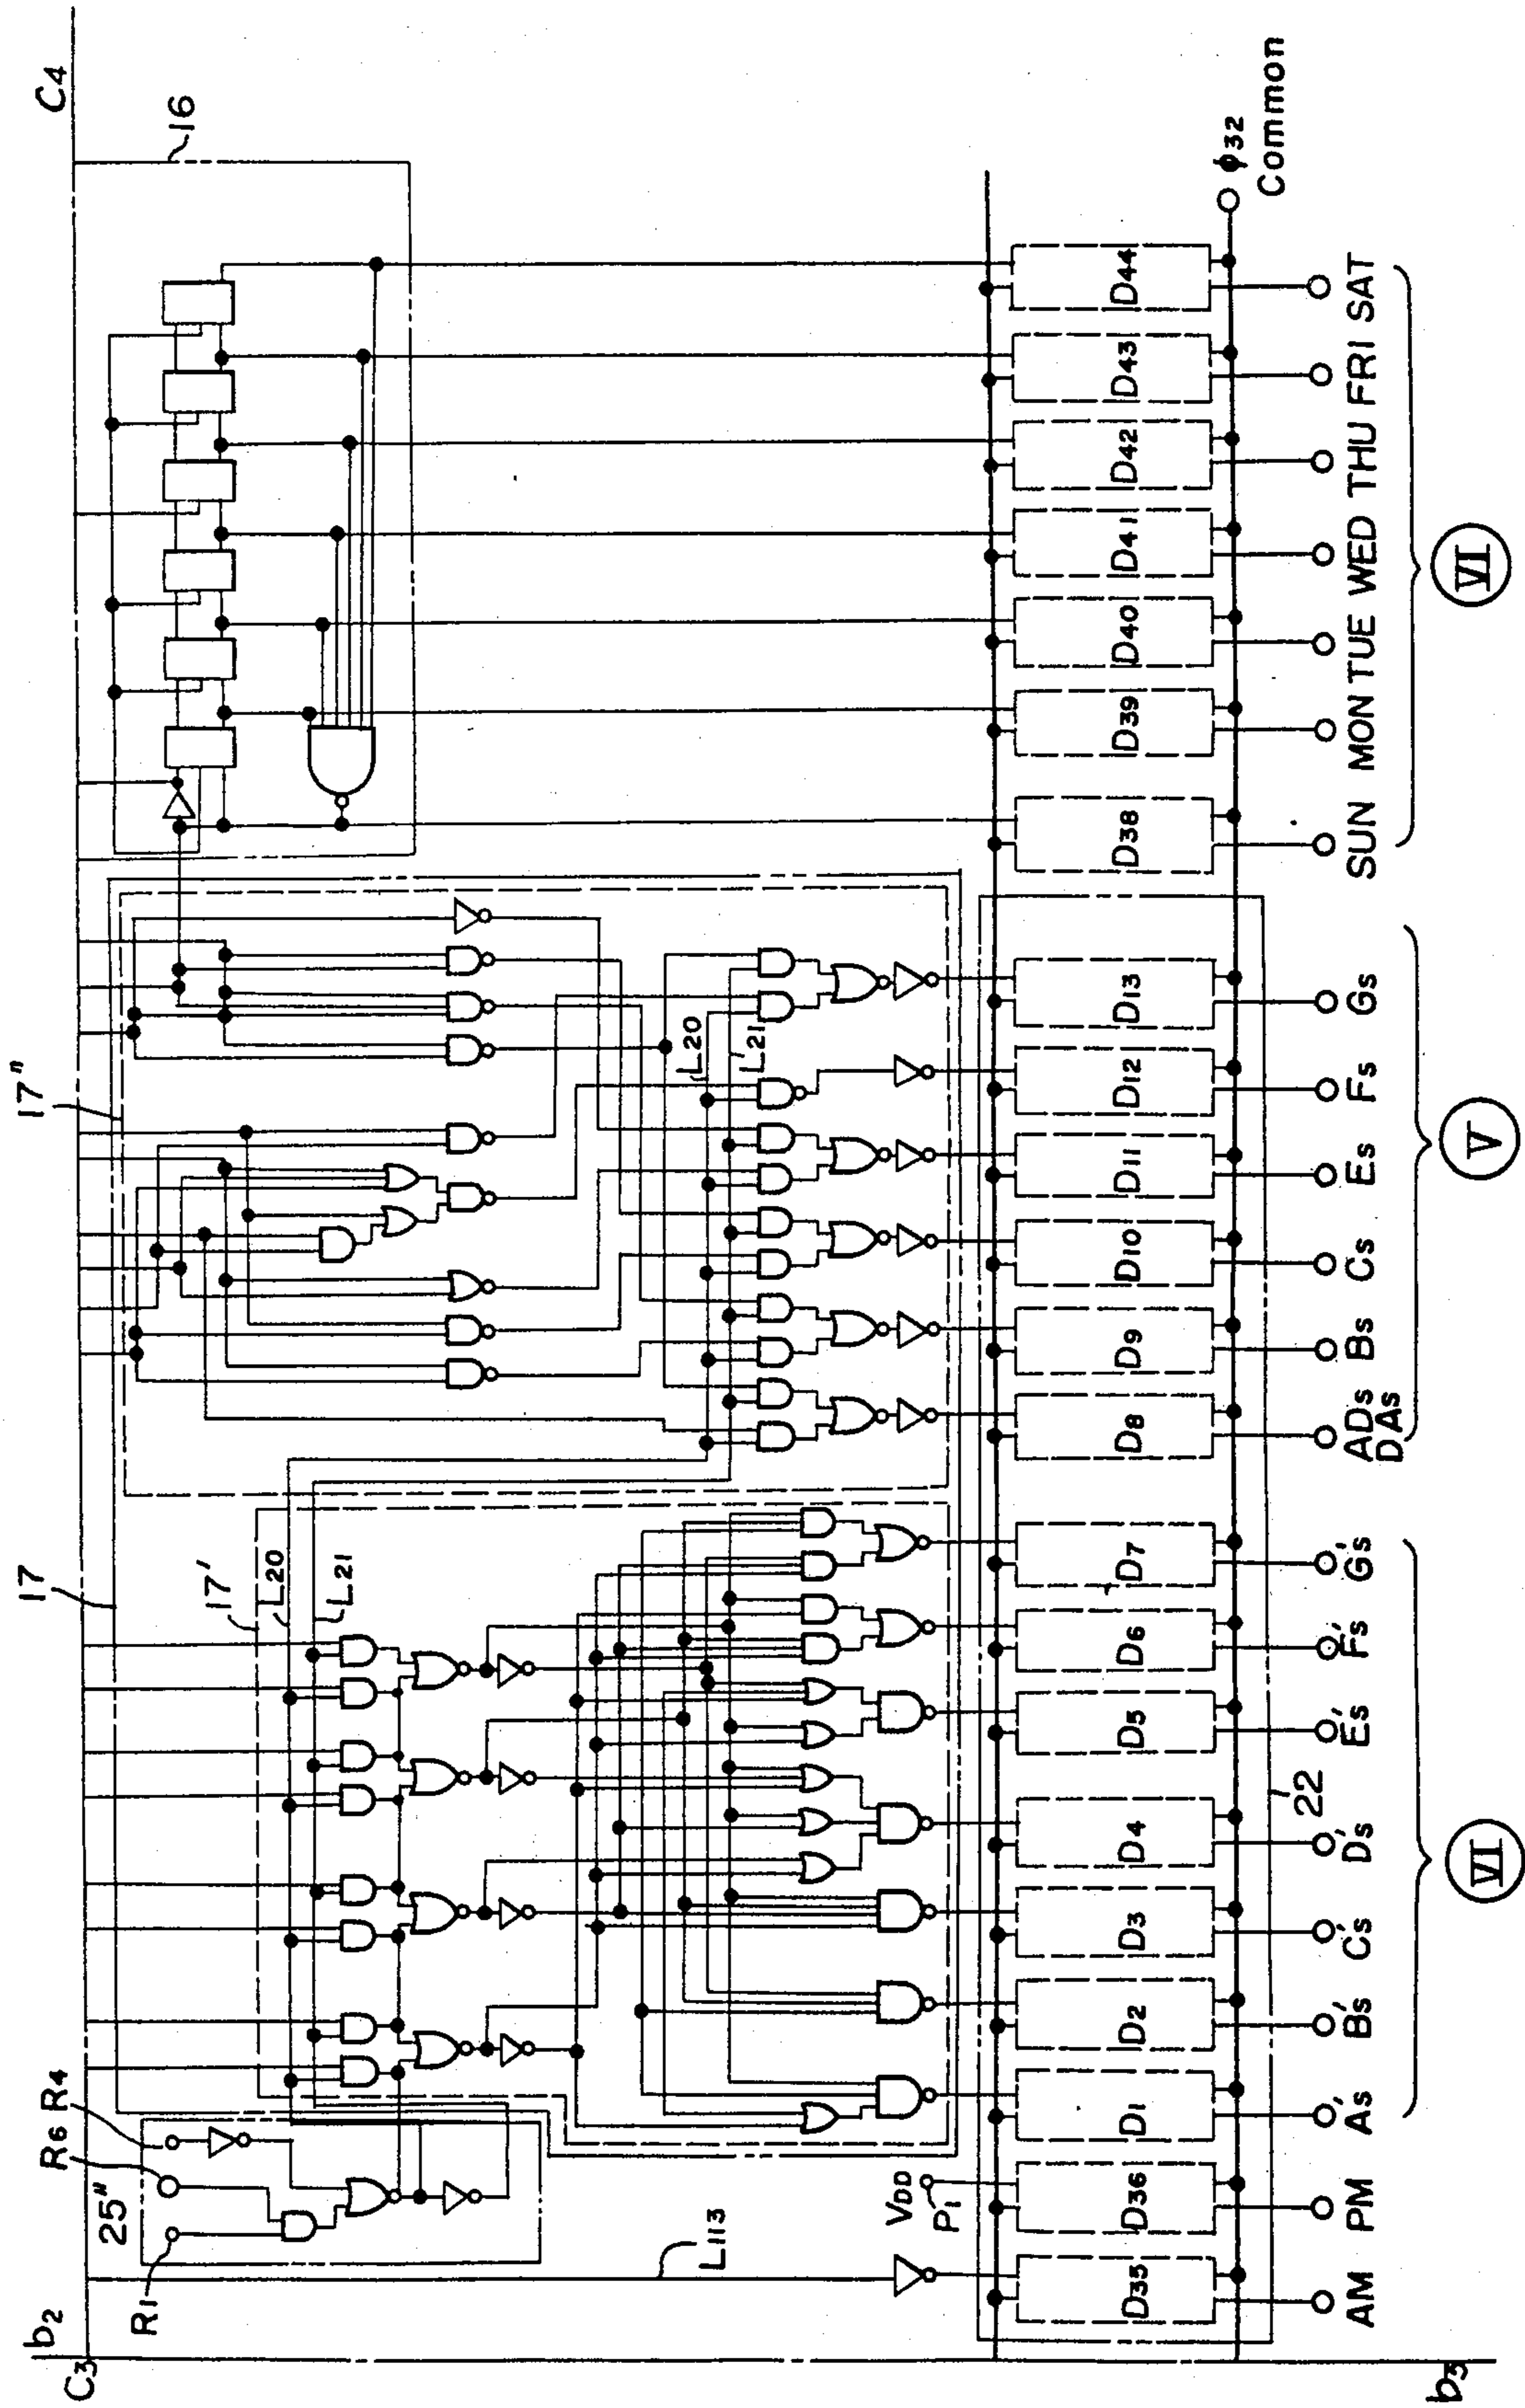 b2
C3
C4
17
17"
16
R6
R4
25"
R1
17'
L20
L21
L20
L21
L113
VDD
P1
D35
D36
D1
D2
D3
D4
D5
D6
D7
D8
D9
D10
D11
D12
D13
D38
D39
D40
D41
D42
D43
D44
ϕ32
Common
22
AM
PM
A's
B's
C's
D's
E's
F's
G's
ADs
DAs
Bs
Cs
Es
Fs
Gs
SUN
MON
TUE
WED
THU
FRI
SAT
VI
V
VI
b3